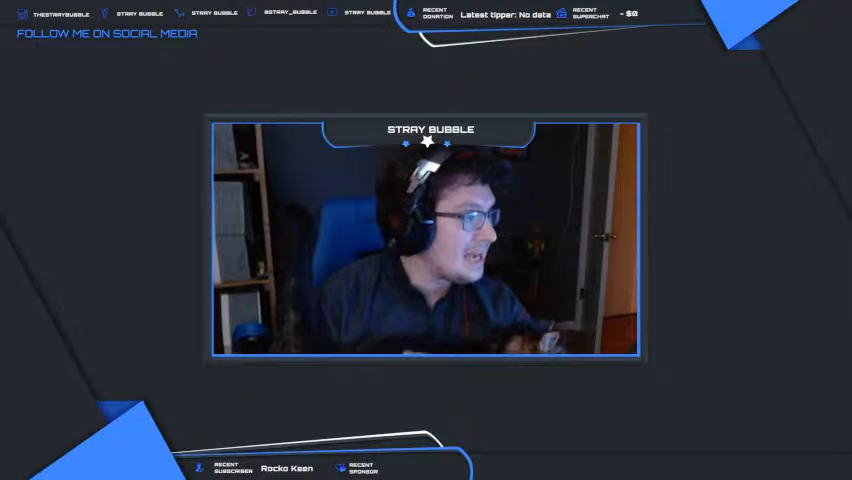 THESTRAYBUBBLE STRAY BUBBLE STRAY BUBBLE @STRAY_BUBBLE STRAY BUBBLE
RECENT DONATION Latest tipper: No data RECENT SUPERCHAT - $0
FOLLOW ME ON SOCIAL MEDIA
STRAY BUBBLE
RECENT SUBSCRIBER Rocko Keen RECENT SPONSOR